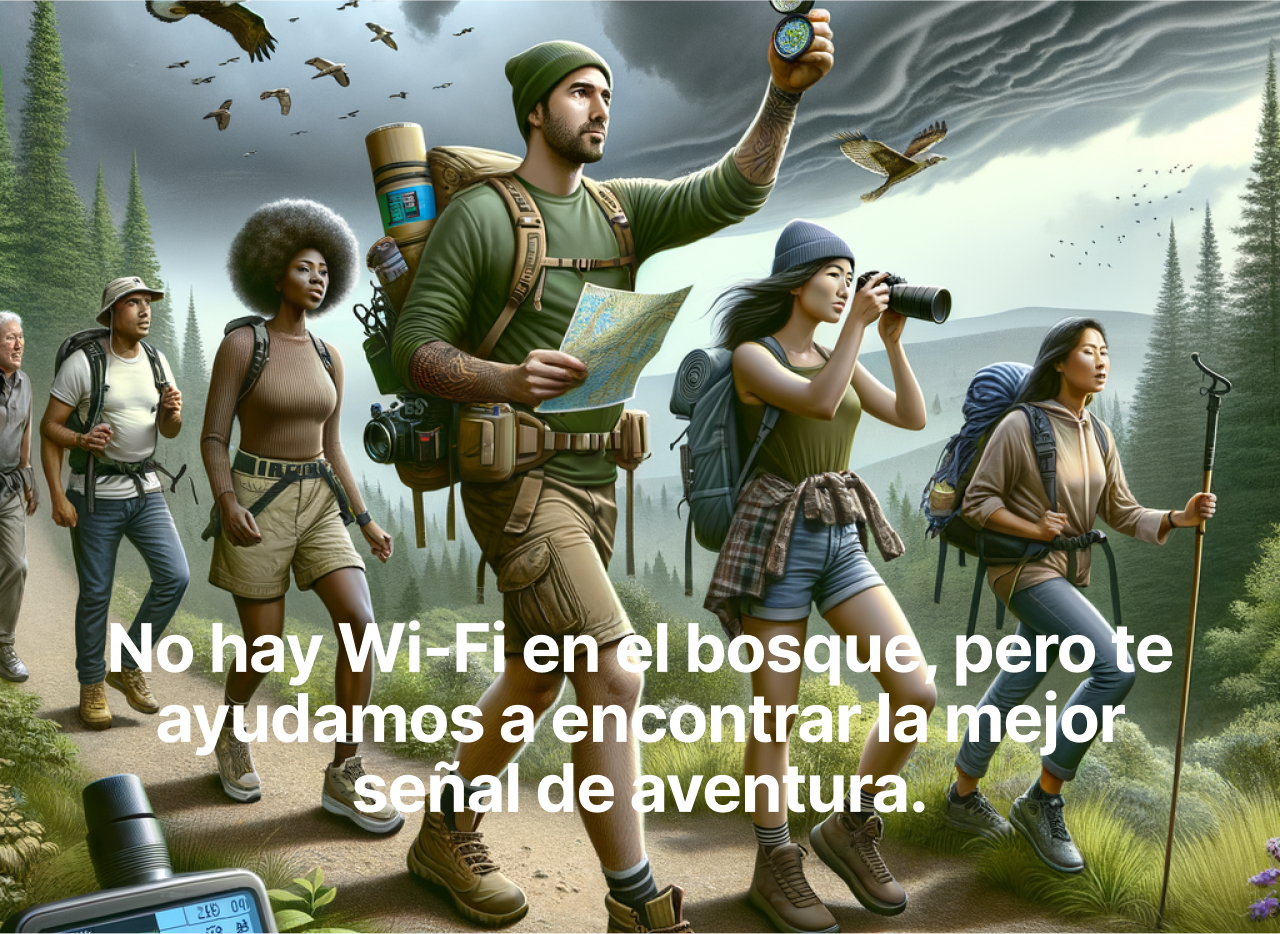 No hay Wi-Fi en el bosque, pero te
ayudamos a encontrar la mejor
señal de aventura.